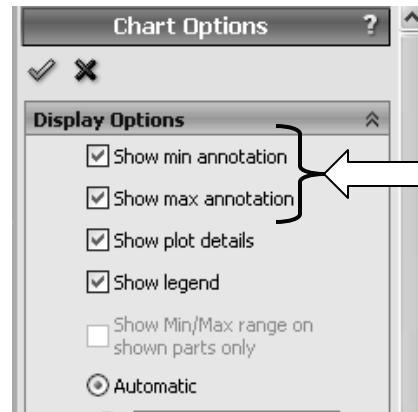 Chart Options ?
Display Options
Show min annotation
Show max annotation
Show plot details
Show legend
Show Min/Max range on
shown parts only
Automatic